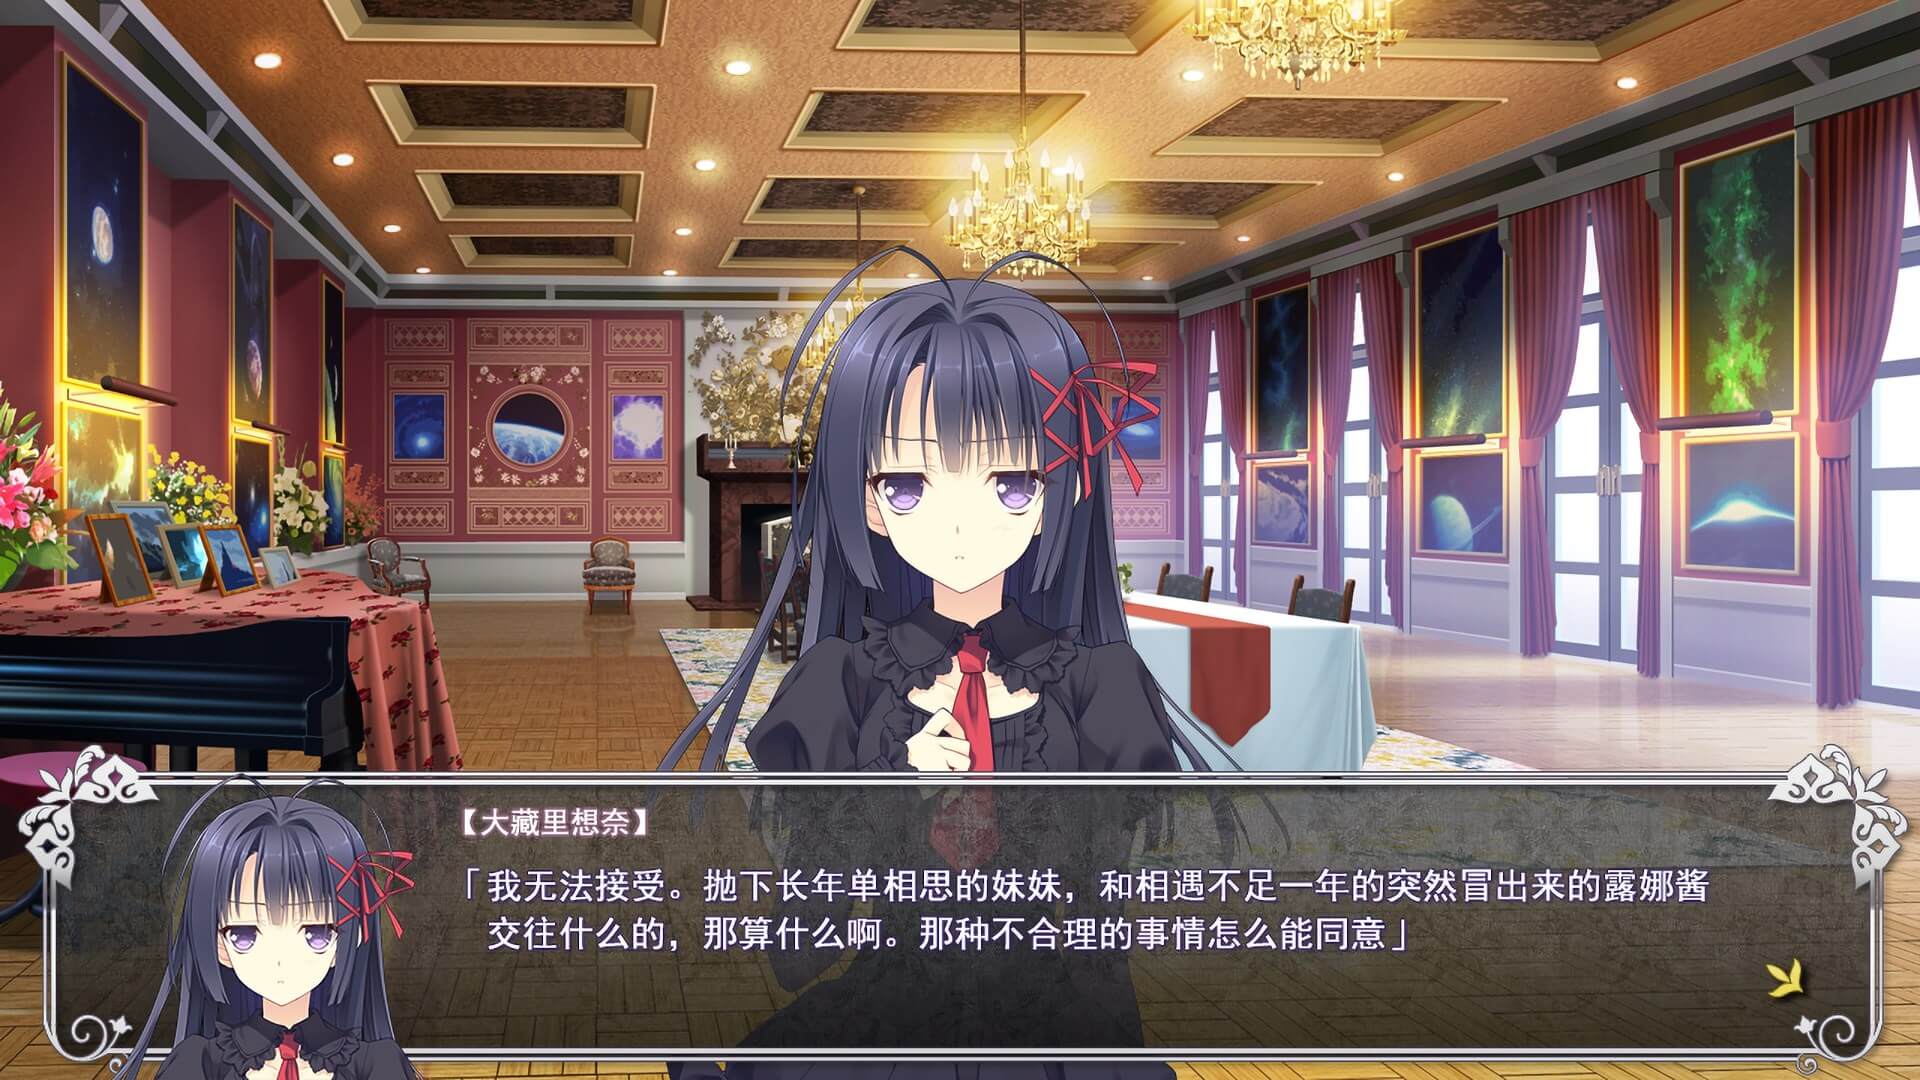 【大藏里想奈】
「我无法接受。抛下长年单相思的妹妹，和相遇不足一年的突然冒出来的露娜酱
交往什么的，那算什么啊。那种不合理的事情怎么能同意」